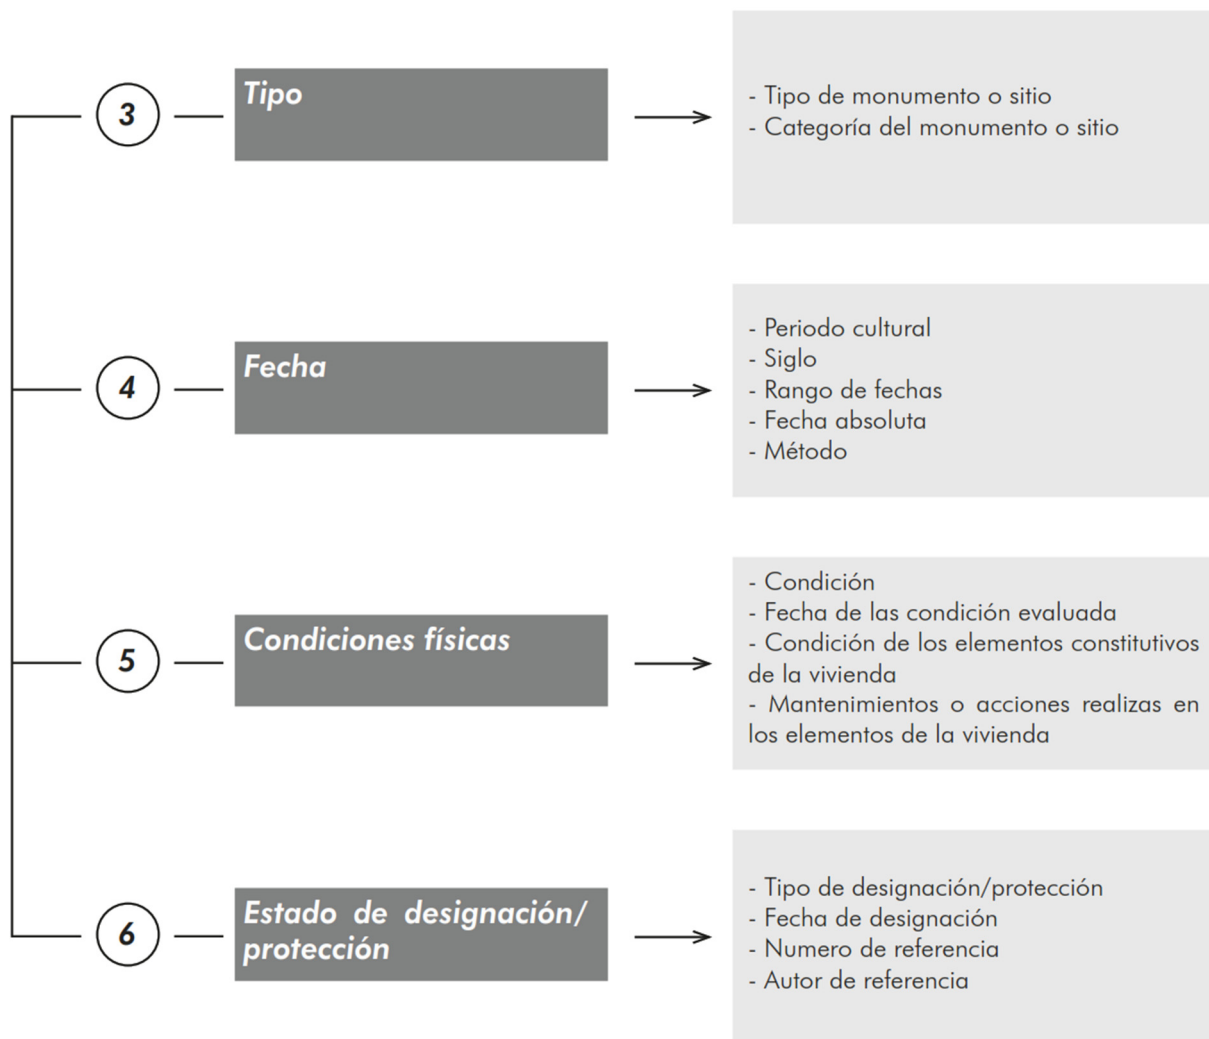 3
Tipo
- Tipo de monumento o sitio
- Categoría del monumento o sitio
4
Fecha
- Periodo cultural
- Siglo
- Rango de fechas
- Fecha absoluta
- Método
5
Condiciones físicas
- Condición
- Fecha de las condición evaluada
- Condición de los elementos constitutivos
de la vivienda
- Mantenimientos o acciones realizas en
los elementos de la vivienda
6
Estado de designación/
protección
- Tipo de designación/protección
- Fecha de designación
- Numero de referencia
- Autor de referencia